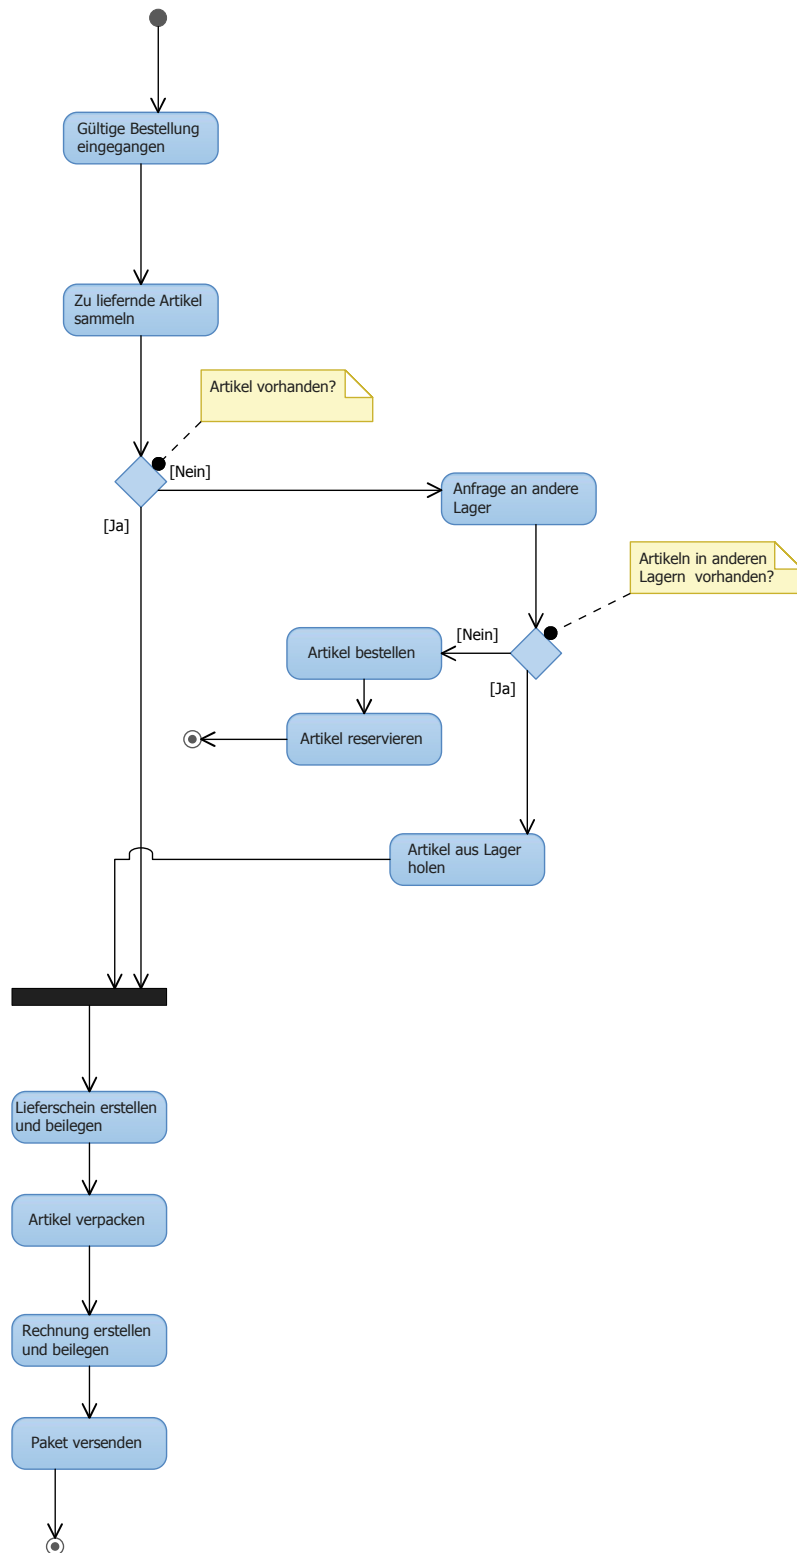 Gültige Bestellung
eingegangen
Zu liefernde Artikel
sammeln
Artikel vorhanden?
[Nein]
[Ja]
Anfrage an andere
Lager
Artikeln in anderen
Lagern  vorhanden?
[Nein]
Artikel bestellen
[Ja]
Artikel reservieren
Artikel aus Lager
holen
Lieferschein erstellen
und beilegen
Artikel verpacken
Rechnung erstellen
und beilegen
Paket versenden